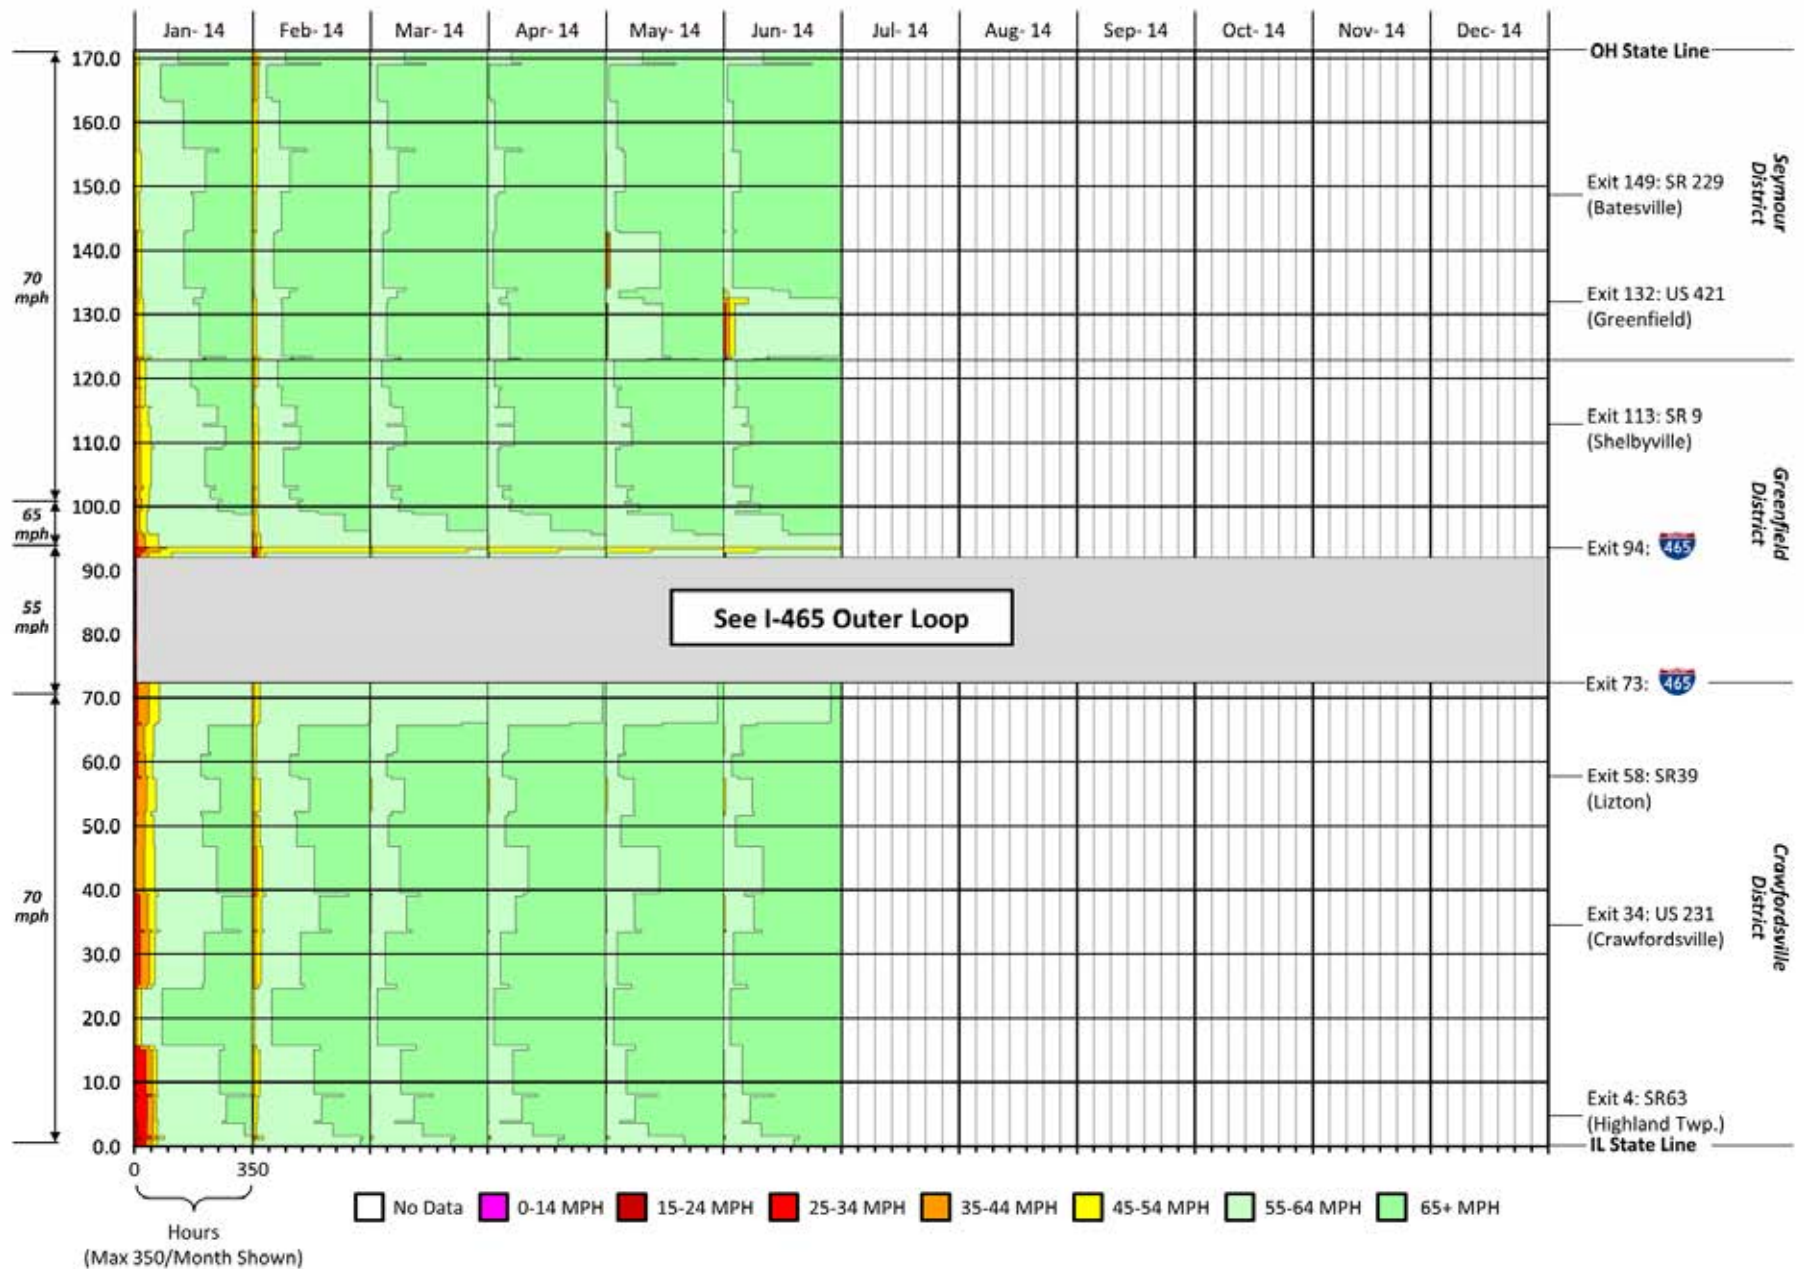 Jan- 14 Feb- 14 Mar- 14 Apr- 14 May- 14 Jun- 14 Jul- 14 Aug- 14 Sep- 14 Oct- 14 Nov- 14 Dec- 14
OH State Line
170.0
160.0
150.0
140.0
130.0
120.0
110.0
100.0
90.0
80.0
70.0
60.0
50.0
40.0
30.0
20.0
10.0
0.0
70
mph
65
mph
55
mph
70
mph
Exit 149: SR 229
(Batesville)
Exit 132: US 421
(Greenfield)
Exit 113: SR 9
(Shelbyville)
Exit 94: 465
Exit 73: 465
Exit 58: SR39
(Lizton)
Exit 34: US 231
(Crawfordsville)
Exit 4: SR63
(Highland Twp.)
IL State Line
Seymour
District
Greenfield
District
Crawfordsville
District
See I-465 Outer Loop
0 350
Hours
(Max 350/Month Shown)
No Data 0-14 MPH 15-24 MPH 25-34 MPH 35-44 MPH 45-54 MPH 55-64 MPH 65+ MPH